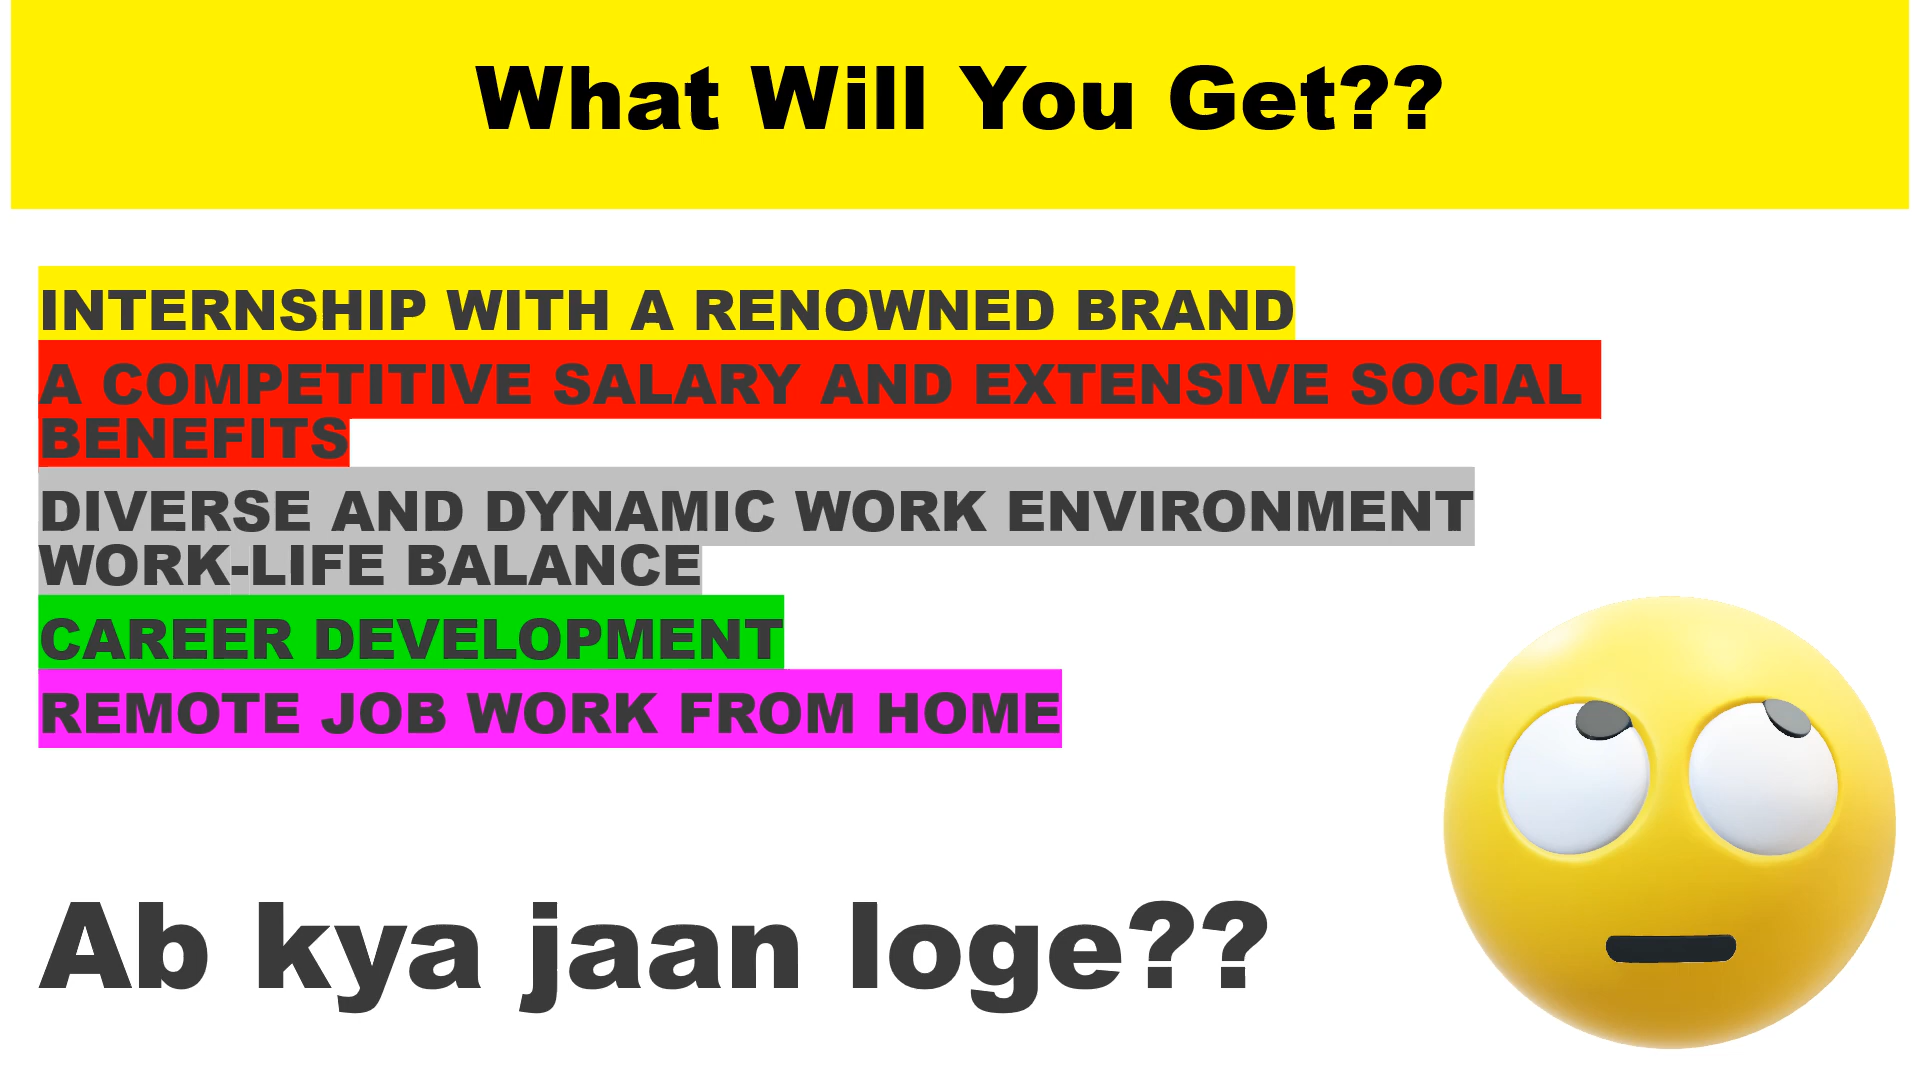 What Will You Get??
INTERNSHIP WITH A RENOWNED BRAND
A COMPETITIVE SALARY AND EXTENSIVE SOCIAL
BENEFITS
DIVERSE AND DYNAMIC WORK ENVIRONMENT
WORK-LIFE BALANCE
CAREER DEVELOPMENT
REMOTE JOB WORK FROM HOME
Ab kya jaan loge??